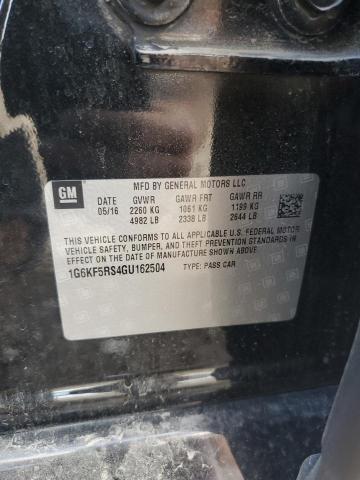 GM
MFD BY GENERAL MOTORS LLC
DATE GVWR GAWR FRT GAWR RR
05/16 2260 KG 1061 KG 1199 KG
4982 LB 2338 LB 2644 LB
THIS VEHICLE CONFORMS TO ALL APPLICABLE U.S. FEDERAL MOTOR
VEHICLE SAFETY, BUMPER, AND THEFT PREVENTION STANDARDS IN
EFFECT ON THE DATE OF MANUFACTURE SHOWN ABOVE.
1G6KF5RS4GU162504 TYPE: PASS CAR